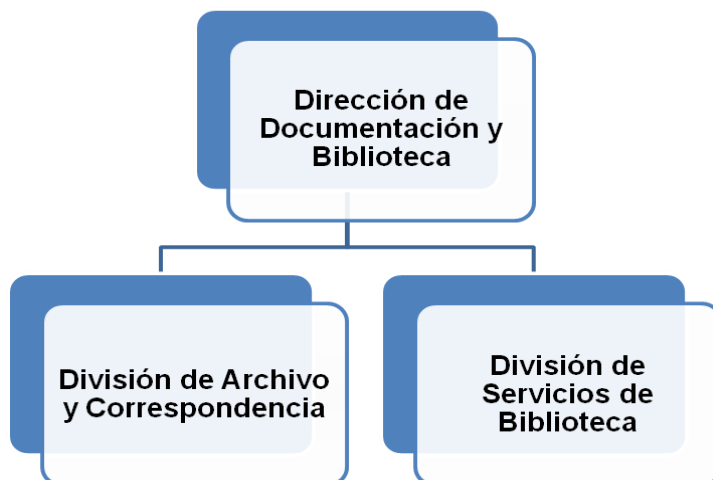 Dirección de
Documentación y
Biblioteca
División de Archivo
y Correspondencia
División de
Servicios de
Biblioteca